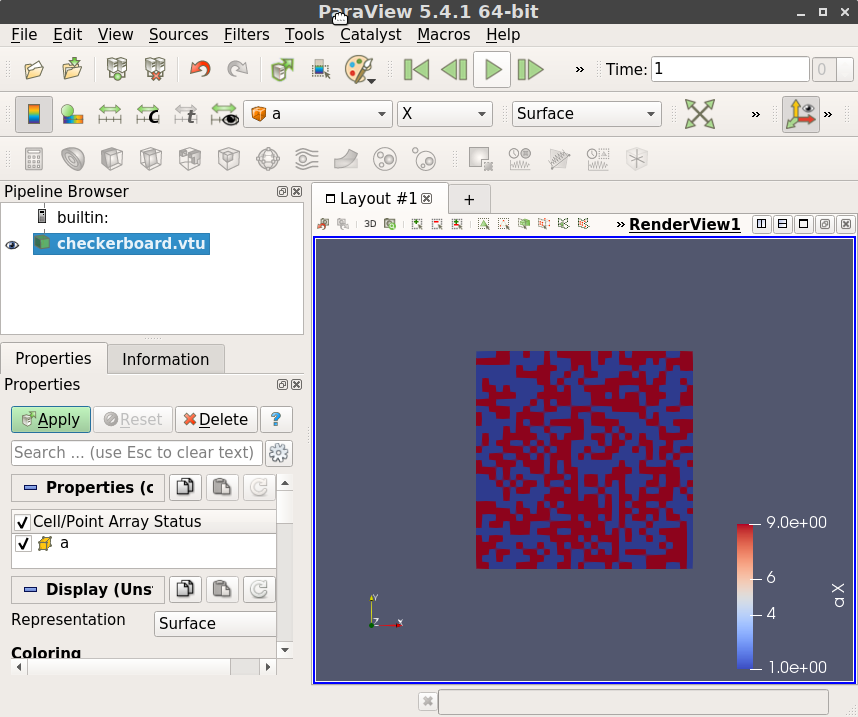 ParaView 5.4.1 64-bit
File Edit View Sources Filters Tools Catalyst Macros Help
» Time: 1 0
a X Surface » »
Pipeline Browser
builtin:
checkerboard.vtu
Properties Information
Properties
Apply Reset Delete ?
Search ... (use Esc to clear text)
Properties (c
Cell/Point Array Status
a
Display (Uns
Representation Surface
Coloring
Layout #1 +
3D » RenderView1
9.0e+00
6
4
1.0e+00
a X
Y
Z X